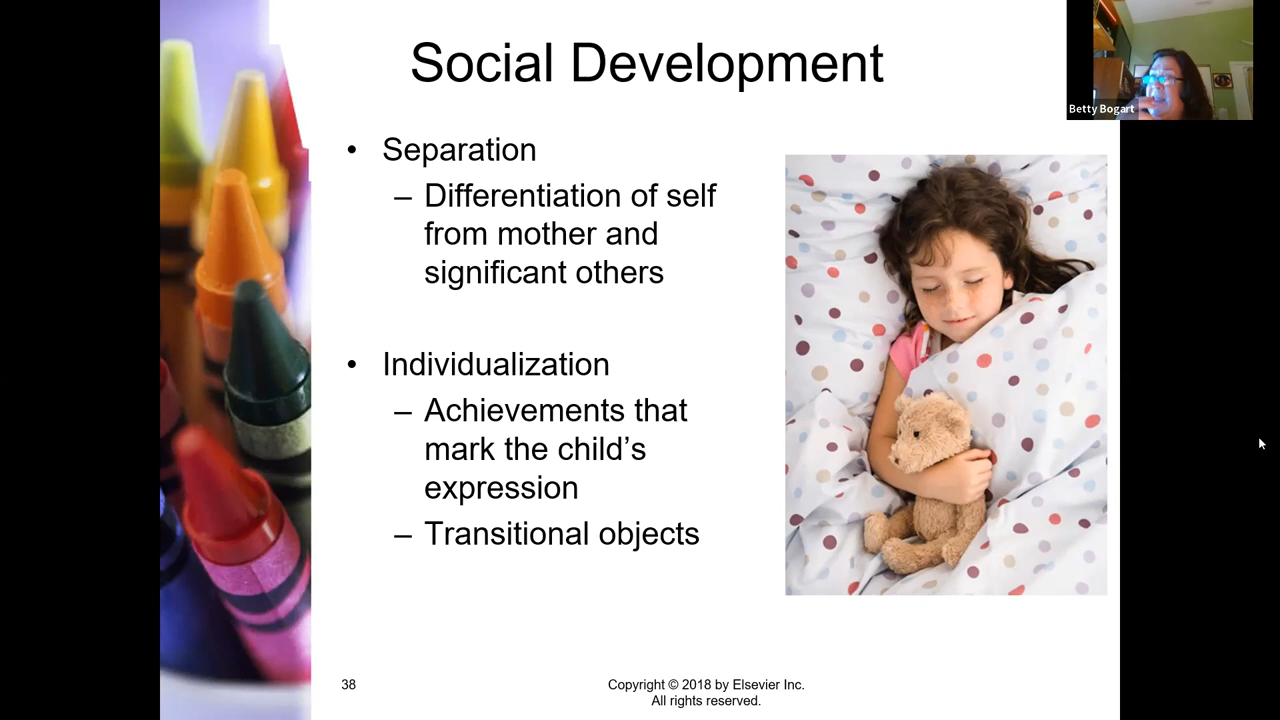 Social Development
Betty Bogart
• Separation
– Differentiation of self
from mother and
significant others
• Individualization
– Achievements that
mark the child’s
expression
– Transitional objects
38
Copyright © 2018 by Elsevier Inc.
All rights reserved.